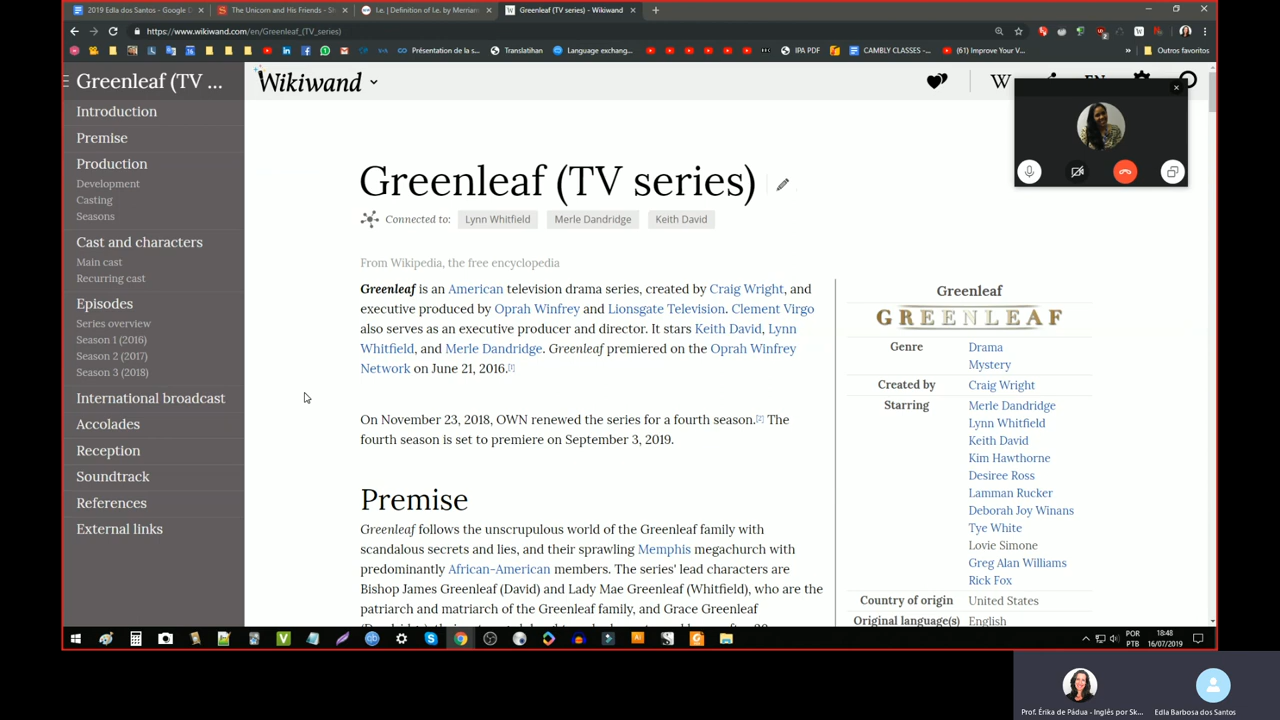 2019 Edla dos Santos - Google D
The Unicorn and His Friends - Sh
I.e. | Definition of I.e. by Merriam
Greenleaf (TV series) - Wikiwand
https://www.wikiwand.com/en/Greenleaf_(TV_series)
Présentation de la s...
Translatihan
Language exchang...
IPA PDF
CAMBLY CLASSES -...
(61) Improve Your V...
Outros favoritos
Greenleaf (TV ...
Introduction
Premise
Production
Development
Casting
Seasons
Cast and characters
Main cast
Recurring cast
Episodes
Series overview
Season 1 (2016)
Season 2 (2017)
Season 3 (2018)
International broadcast
Accolades
Reception
Soundtrack
References
External links
Wikiwand
W
EN
Greenleaf (TV series)
Connected to: Lynn Whitfield Merle Dandridge Keith David
From Wikipedia, the free encyclopedia
Greenleaf is an American television drama series, created by Craig Wright, and
executive produced by Oprah Winfrey and Lionsgate Television. Clement Virgo
also serves as an executive producer and director. It stars Keith David, Lynn
Whitfield, and Merle Dandridge. Greenleaf premiered on the Oprah Winfrey
Network on June 21, 2016.[1]
On November 23, 2018, OWN renewed the series for a fourth season.[2] The
fourth season is set to premiere on September 3, 2019.
Premise
Greenleaf follows the unscrupulous world of the Greenleaf family with
scandalous secrets and lies, and their sprawling Memphis megachurch with
predominantly African-American members. The series' lead characters are
Bishop James Greenleaf (David) and Lady Mae Greenleaf (Whitfield), who are the
patriarch and matriarch of the Greenleaf family, and Grace Greenleaf
Greenleaf
GREENLEAF
Genre Drama
Mystery
Created by Craig Wright
Starring Merle Dandridge
Lynn Whitfield
Keith David
Kim Hawthorne
Desiree Ross
Lamman Rucker
Deborah Joy Winans
Tye White
Lovie Simone
Greg Alan Williams
Rick Fox
Country of origin United States
Original language(s) English
POR
PTB
18:48
16/07/2019
Prof. Érika de Pádua - Inglês por Sk...
Edla Barbosa dos Santos